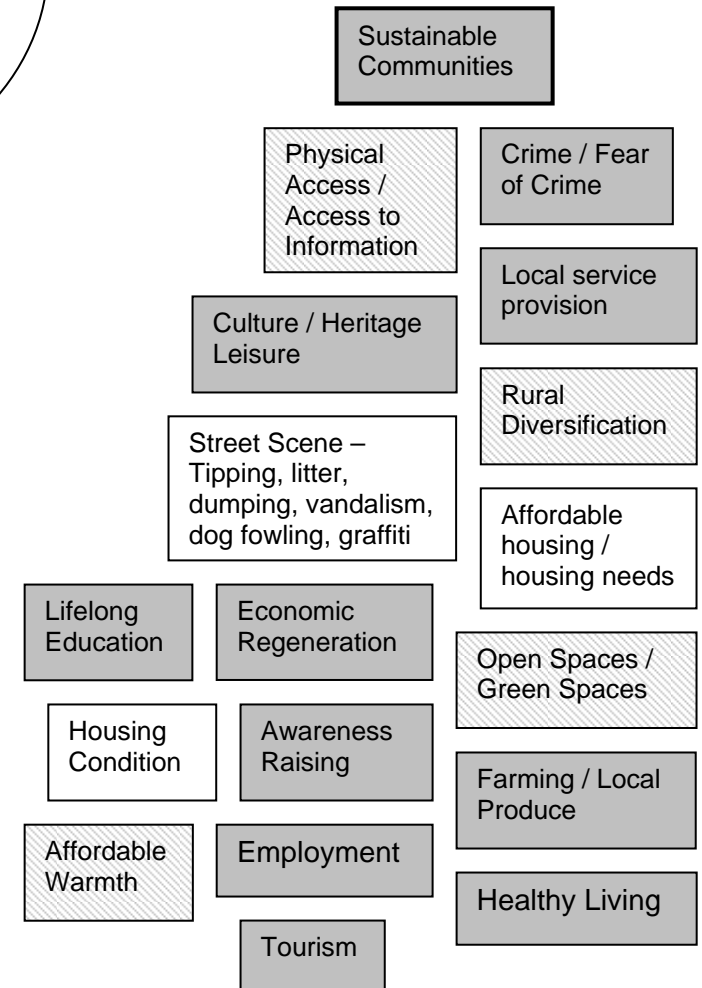 Sustainable
Communities
Physical
Access /
Access to
Information
Crime / Fear
of Crime
Local service
provision
Culture / Heritage
Leisure
Rural
Diversification
Street Scene –
Tipping, litter,
dumping, vandalism,
dog fowling, graffiti
Affordable
housing /
housing needs
Lifelong
Education
Economic
Regeneration
Open Spaces /
Green Spaces
Housing
Condition
Awareness
Raising
Farming / Local
Produce
Affordable
Warmth
Employment
Healthy Living
Tourism